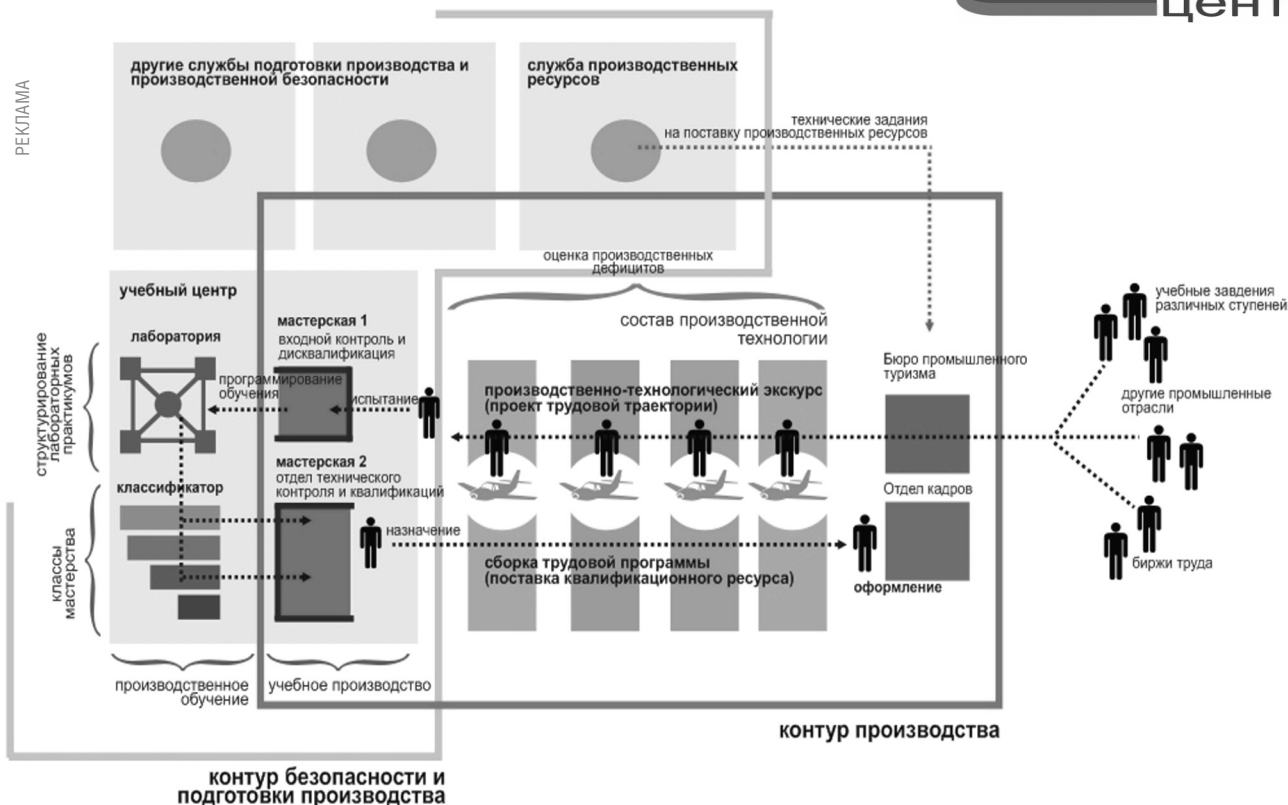 цент
РЕКЛАМА
другие службы подготовки производства и
производственной безопасности
служба производственных
ресурсов
технические задания
на поставку производственных ресурсов
оценка производственных
дефицитов
учебный центр
лаборатория
мастерская 1
входной контроль и
дисквалификация
состав производственной
технологии
учебные завдения
различных ступеней
Бюро промышленного
туризма
структурирование
лабораторных
практикумов
программирование
обучения
испытание
производственно-технологический экскурс
(проект трудовой траектории)
другие промышленные
отрасли
мастерская 2
отдел технического
контроля и квалификаций
классификатор
Отдел кадров
назначение
классы
мастерства
сборка трудовой программы
(поставка квалификационного ресурса)
оформление
биржи труда
производственное
обучение
учебное производство
контур производства
контур безопасности и
подготовки производства